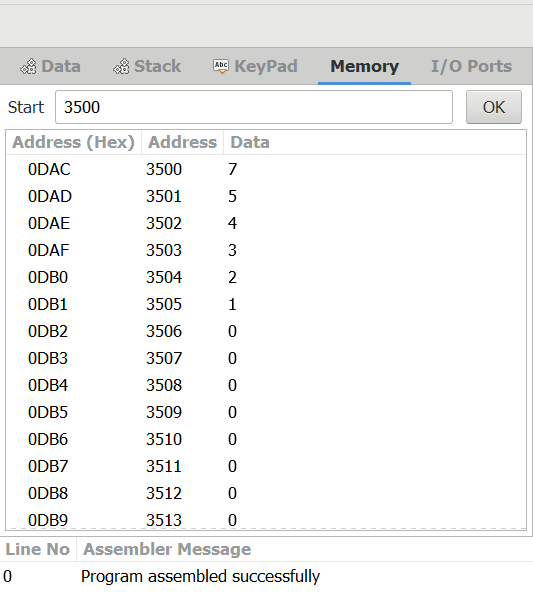 Data Stack Abc KeyPad Memory I/O Ports
Start 3500 OK
Address (Hex) Address Data
0DAC 3500 7
0DAD 3501 5
0DAE 3502 4
0DAF 3503 3
0DB0 3504 2
0DB1 3505 1
0DB2 3506 0
0DB3 3507 0
0DB4 3508 0
0DB5 3509 0
0DB6 3510 0
0DB7 3511 0
0DB8 3512 0
0DB9 3513 0
Line No Assembler Message
0 Program assembled successfully